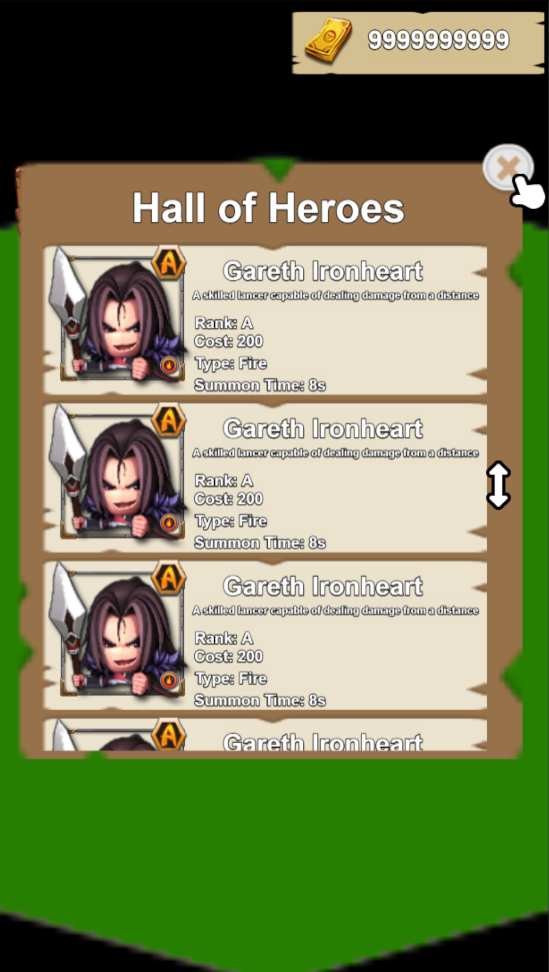 9999999999
Hall of Heroes
A
Gareth Ironheart
A skilled lancer capable of dealing damage from a distance
Rank: A
Cost: 200
Type: Fire
Summon Time: 8s
A
Gareth Ironheart
A skilled lancer capable of dealing damage from a distance
Rank: A
Cost: 200
Type: Fire
Summon Time: 8s
A
Gareth Ironheart
A skilled lancer capable of dealing damage from a distance
Rank: A
Cost: 200
Type: Fire
Summon Time: 8s
A
Gareth Ironheart